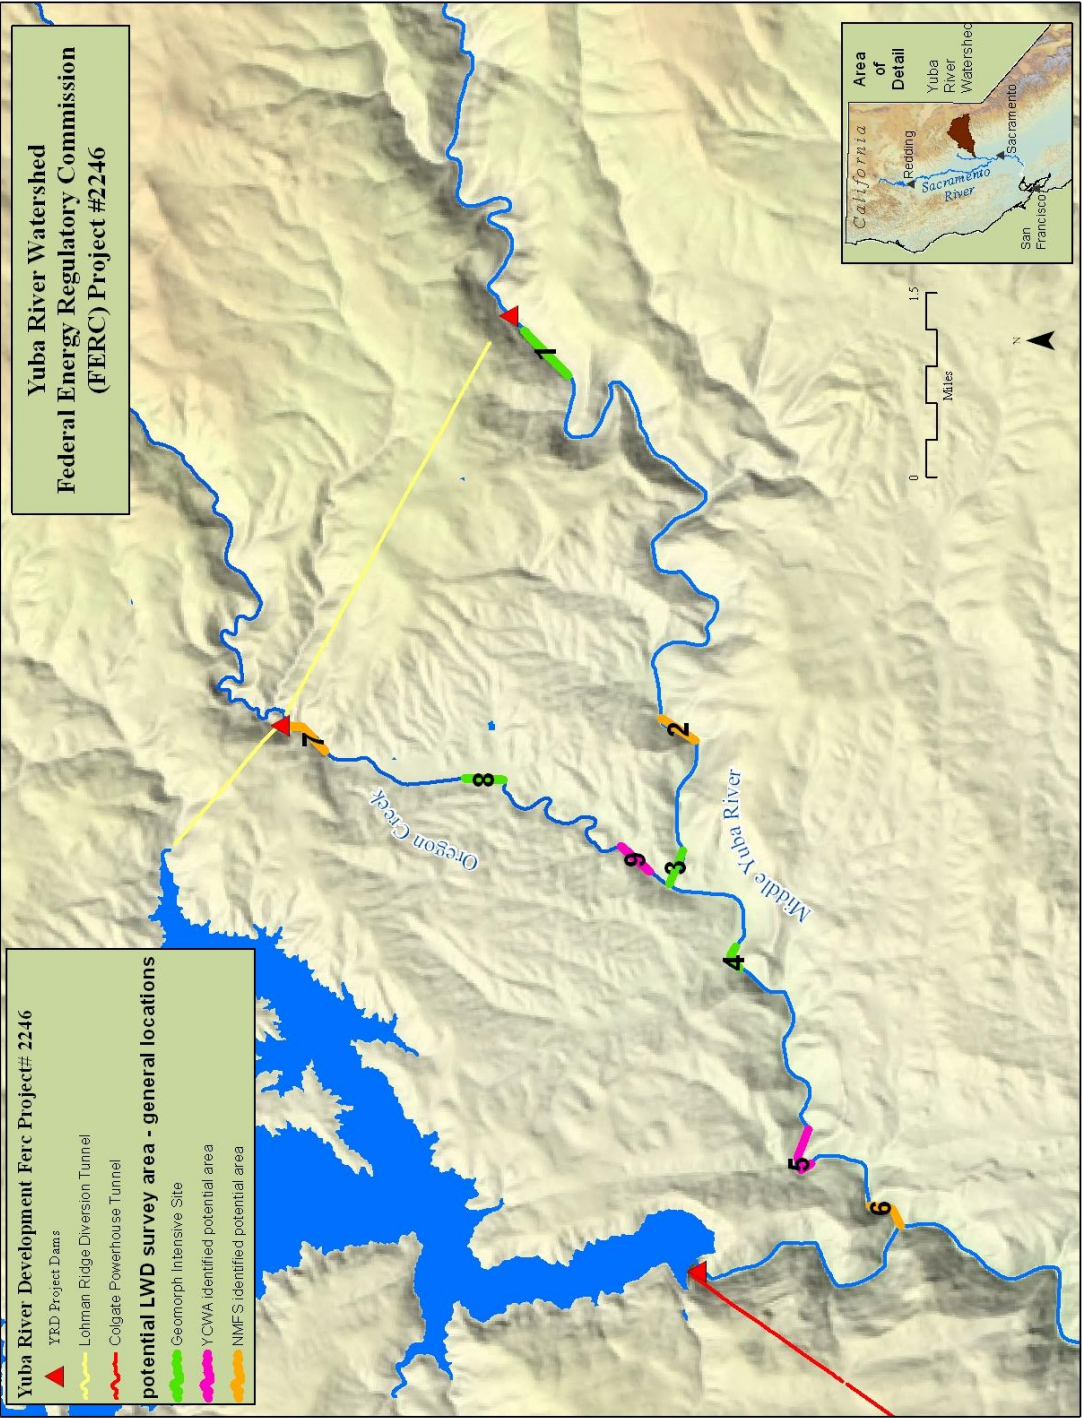 Yuba River Watershed
Federal Energy Regulatory Commission
(FERC) Project #2246
Yuba River Development Ferc Project# 2246
YRD Project Dams
Lohman Ridge Diversion Tunnel
Colgate Powerhouse Tunnel
potential LWD survey area - general locations
Geomorph Intensive Site
YCWA identified potential area
NMFS identified potential area
Oregon Creek
Middle Yuba River
1
2
3
4
5
6
7
8
9
0
1.5
Miles
N
Area
of
Detail
Yuba
River
Watershed
California
Redding
Sacramento
River
Sacramento
San
Francisco